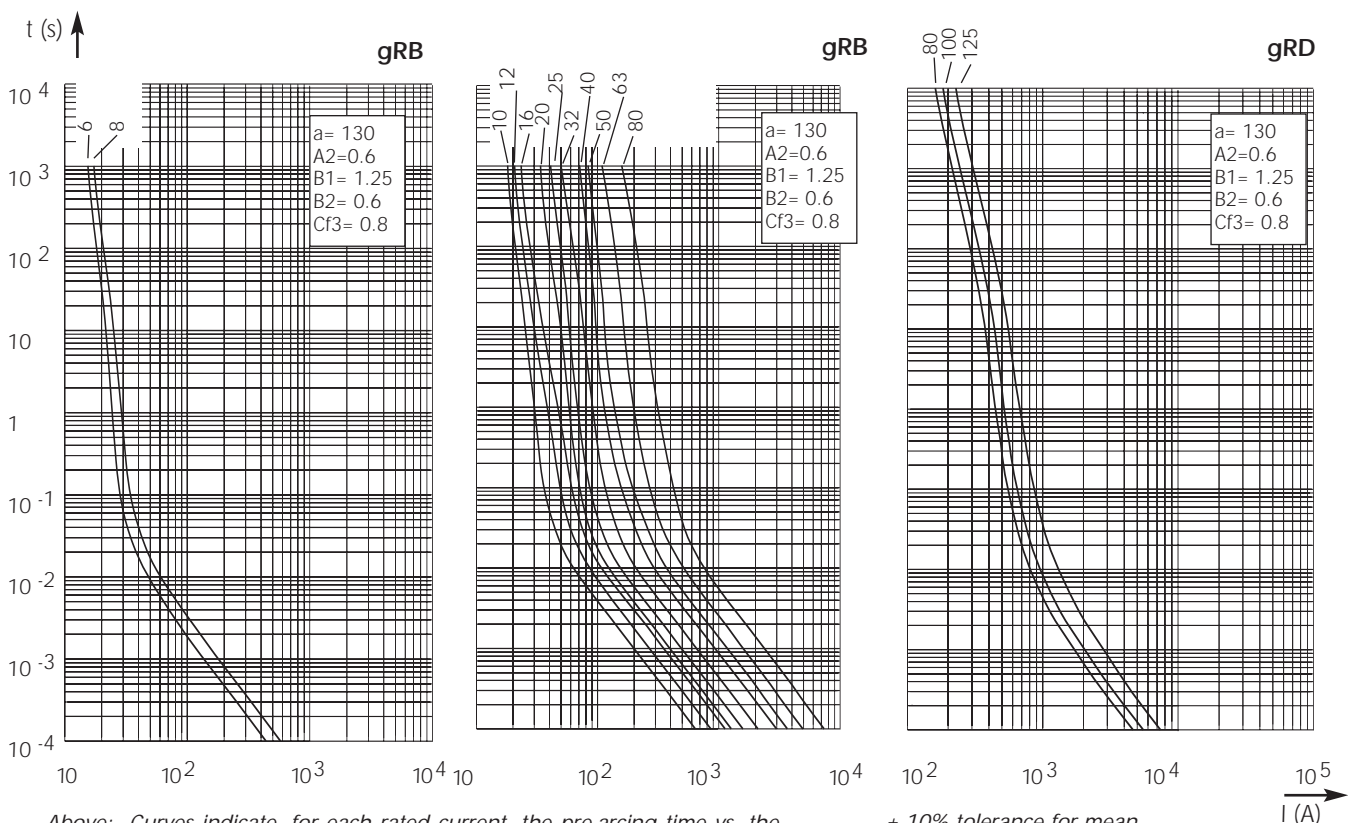 t (s)
gRB
gRB
gRD
10 4
10 3
10 2
10
1
10 -1
10 -2
10 -3
10 -4
6
8
a= 130
A2=0.6
B1= 1.25
B2= 0.6
Cf3= 0.8
10
10 2
10 3
10 4
10
12
16
20
25
32
40
50
63
80
a= 130
A2=0.6
B1= 1.25
B2= 0.6
Cf3= 0.8
10
10 2
10 3
10 4
80
100
125
a= 130
A2=0.6
B1= 1.25
B2= 0.6
Cf3= 0.8
10 2
10 3
10 4
10 5
I (A)
Above: Curves indicate, for each rated current, the pre-arcing time vs. the
± 10% tolerance for mean